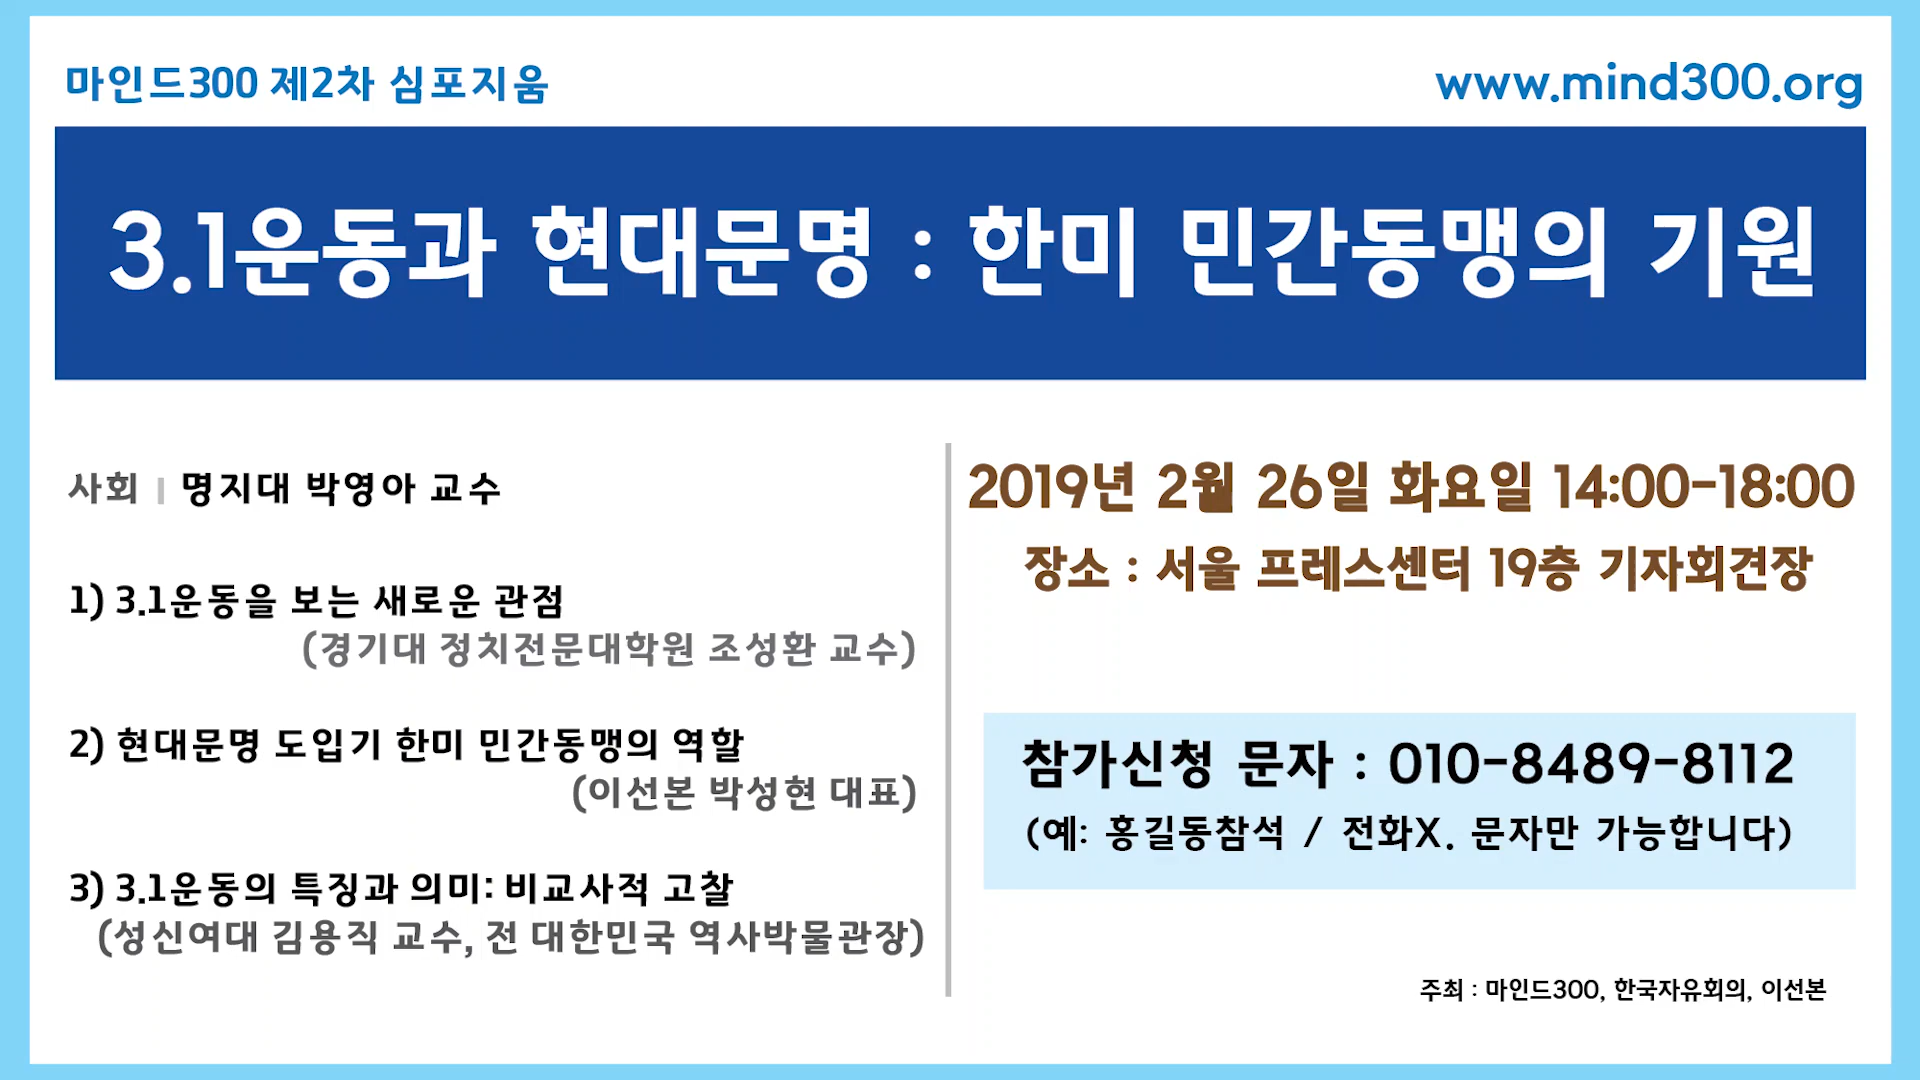 마인드300 제2차 심포지움
www.mind300.org
3.1운동과 현대문명 : 한미 민간동맹의 기원
사회 | 명지대 박영아 교수
1) 3.1운동을 보는 새로운 관점
(경기대 정치전문대학원 조성환 교수)
2) 현대문명 도입기 한미 민간동맹의 역할
(이선본 박성현 대표)
3) 3.1운동의 특징과 의미: 비교사적 고찰
(성신여대 김용직 교수, 전 대한민국 역사박물관장)
2019년 2월 26일 화요일 14:00-18:00
장소 : 서울 프레스센터 19층 기자회견장
참가신청 문자 : 010-8489-8112
(예: 홍길동참석 / 전화X. 문자만 가능합니다)
주최 : 마인드300, 한국자유회의, 이선본